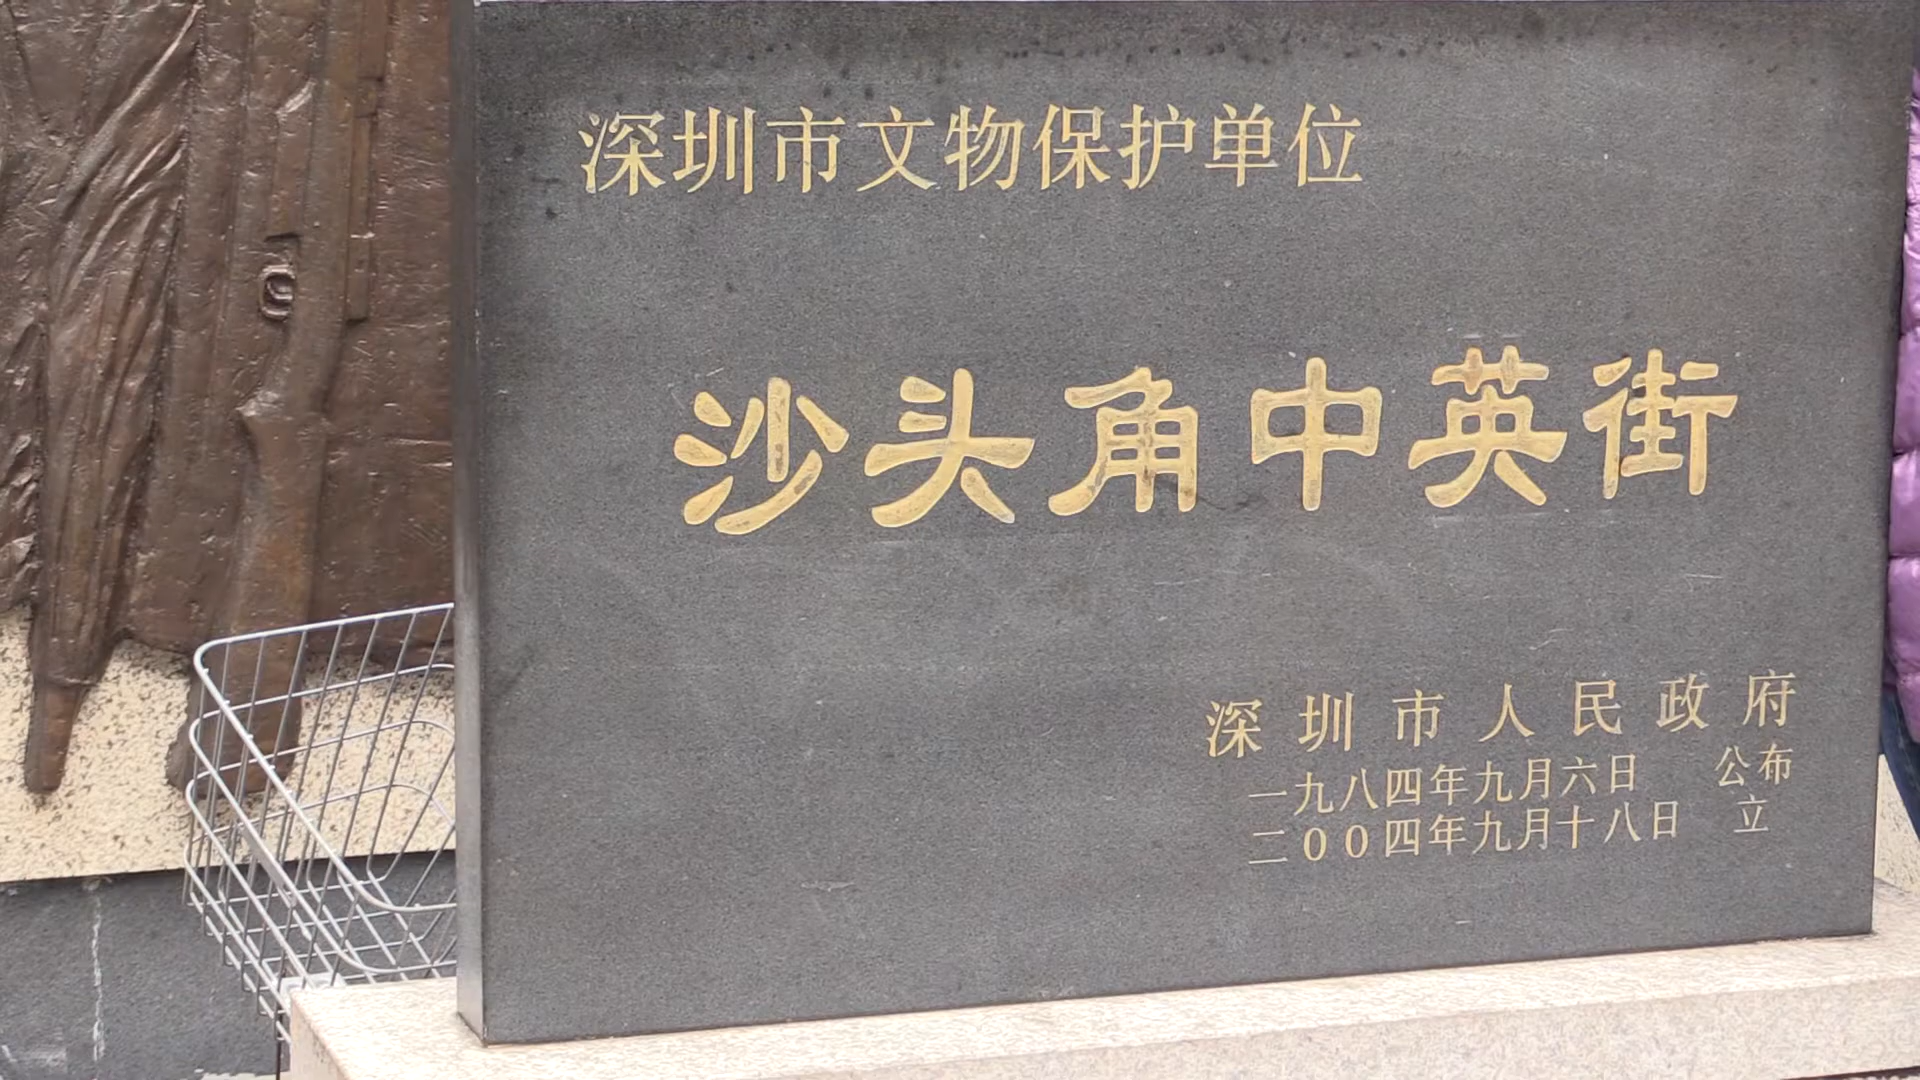 深圳市文物保护单位
沙头角中英街
深圳市人民政府
一九八四年九月六日 公布
二00四年九月十八日 立